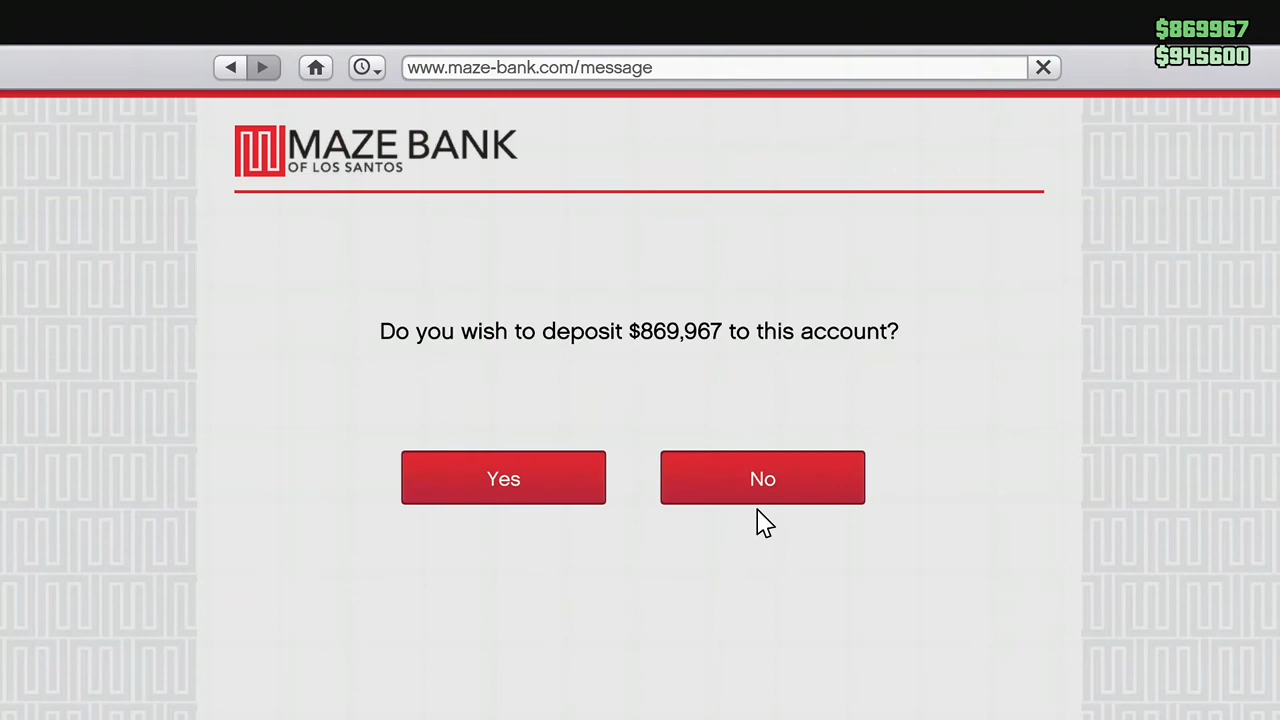 $869967
$945600
www.maze-bank.com/message
MAZE BANK
OF LOS SANTOS
Do you wish to deposit $869,967 to this account?
Yes
No